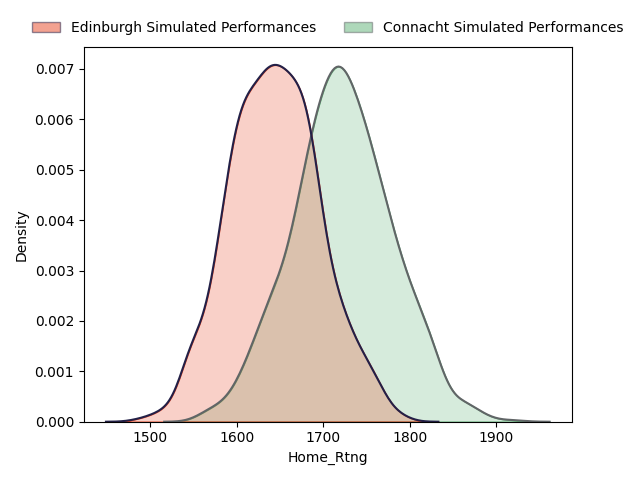 Edinburgh Simulated Performances Connacht Simulated Performances
0.007
0.006
0.005
0.004
0.003
0.002
0.001
0.000
Density
1500 1600 1700 1800 1900
Home_Rtng